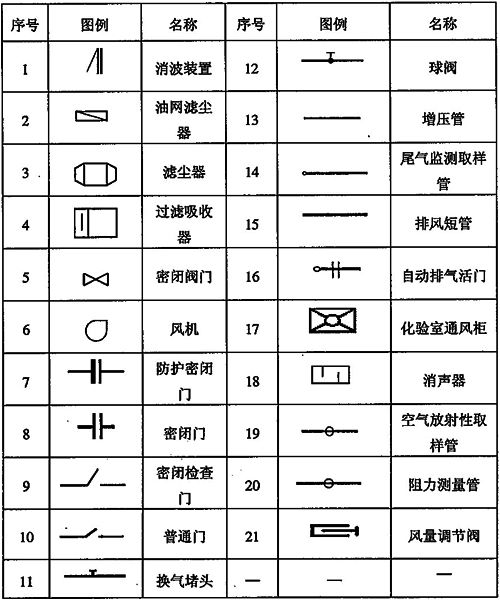 序号 图例 名称 序号 图例 名称
1 消波装置 12 球阀
2 油网滤尘器 13 增压管
3 滤尘器 14 尾气监测取样管
4 过滤吸收器 15 排风短管
5 密闭阀门 16 自动排气活门
6 风机 17 化验室通风柜
7 防护密闭门 18 消声器
8 密闭门 19 空气放射性取样管
9 密闭检查门 20 阻力测量管
10 普通门 21 风量调节阀
11 换气堵头 — — —